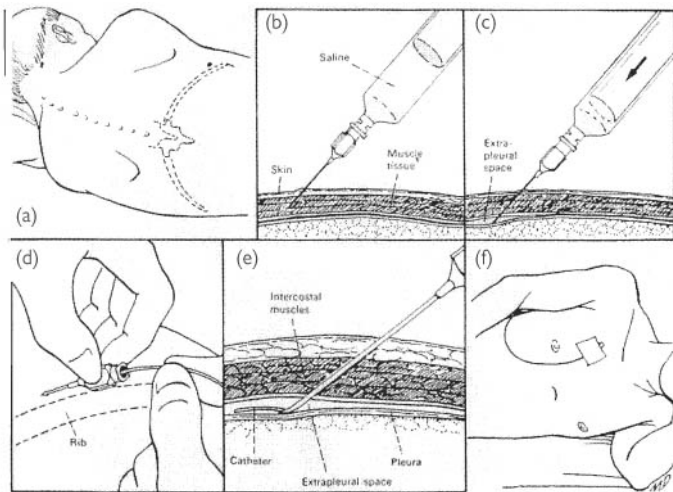 (a)
(b)
Saline
Skin
Muscle
tissue
(c)
Extra-
pleural
space
(d)
Rib
(e)
Intercostal
muscles
Catheter
Extrapleural space
Pleura
(f)